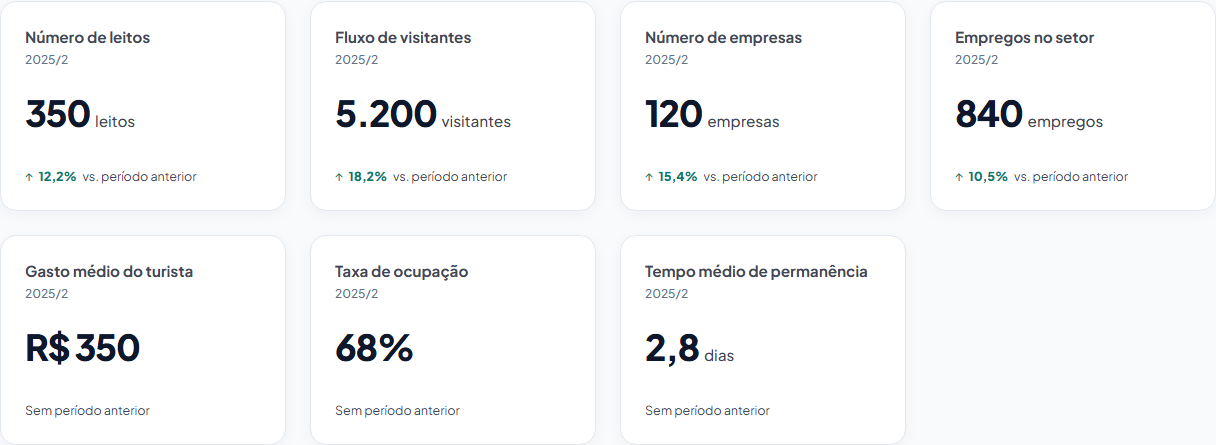 Número de leitos
2025/2
350 leitos
↑ 12,2% vs. período anterior
Fluxo de visitantes
2025/2
5.200 visitantes
↑ 18,2% vs. período anterior
Número de empresas
2025/2
120 empresas
↑ 15,4% vs. período anterior
Empregos no setor
2025/2
840 empregos
↑ 10,5% vs. período anterior
Gasto médio do turista
2025/2
R$ 350
Sem período anterior
Taxa de ocupação
2025/2
68%
Sem período anterior
Tempo médio de permanência
2025/2
2,8 dias
Sem período anterior